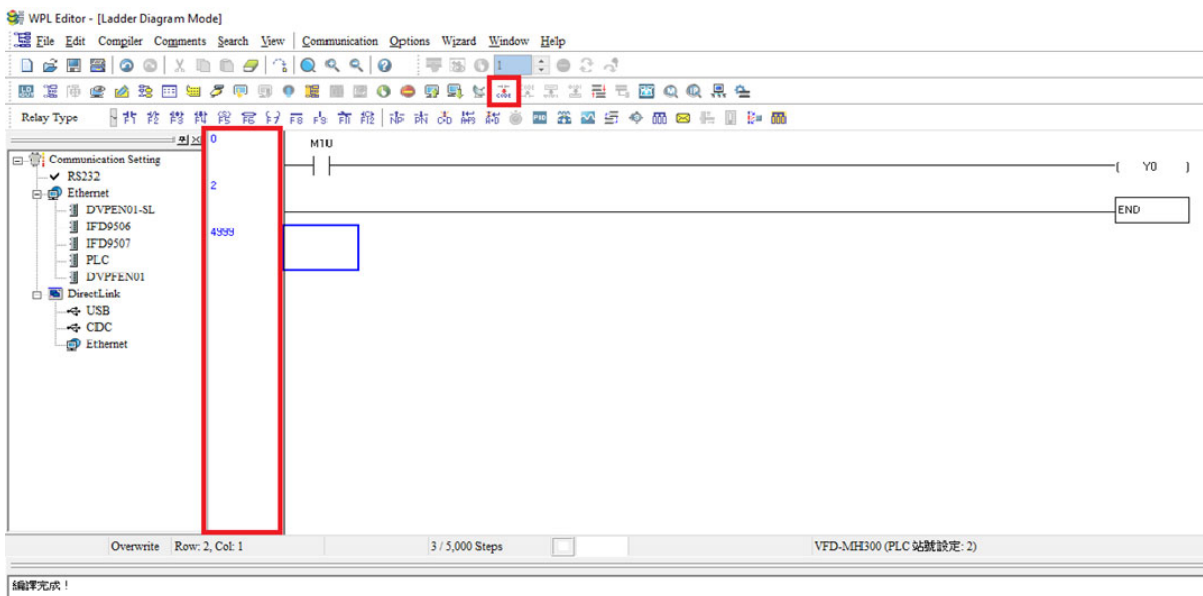 WPL Editor - [Ladder Diagram Mode]
File Edit Compiler Comments Search View Communication Options Wizard Window Help
1
CODE
Relay Type
0
M10
Communication Setting
( Y0 )
RS232
2
Ethernet
DVPEN01-SL
END
IFD9506
4999
IFD9507
PLC
DVPFEN01
DirectLink
USB
CDC
Ethernet
Overwrite Row: 2, Col: 1 3 / 5,000 Steps VFD-MH300 (PLC 站號設定: 2)
編譯完成！